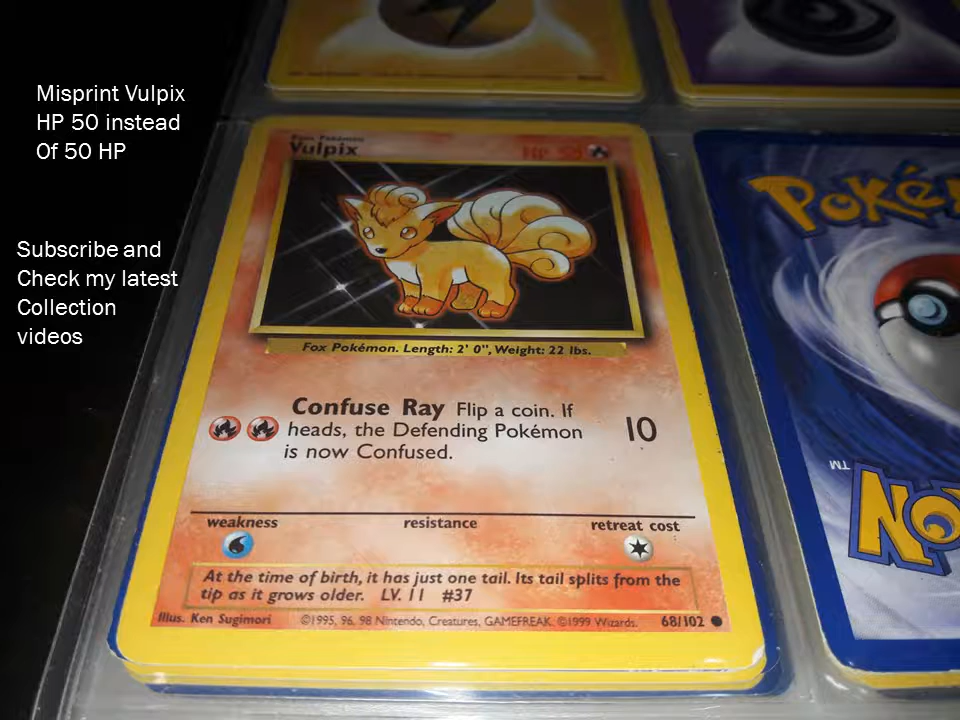 Misprint Vulpix
HP 50 instead
Of 50 HP
Subscribe and
Check my latest
Collection
videos
Fox Pokémon
Vulpix
HP 50
Fox Pokémon. Length: 2' 0", Weight: 22 lbs.
Confuse Ray Flip a coin. If
heads, the Defending Pokémon
is now Confused.
10
weakness
resistance
retreat cost
At the time of birth, it has just one tail. Its tail splits from the
tip as it grows older. LV. 11 #37
Illus. Ken Sugimori ©1995, 96, 98 Nintendo, Creatures, GAMEFREAK. ©1999 Wizards. 68/102
Poké
TM